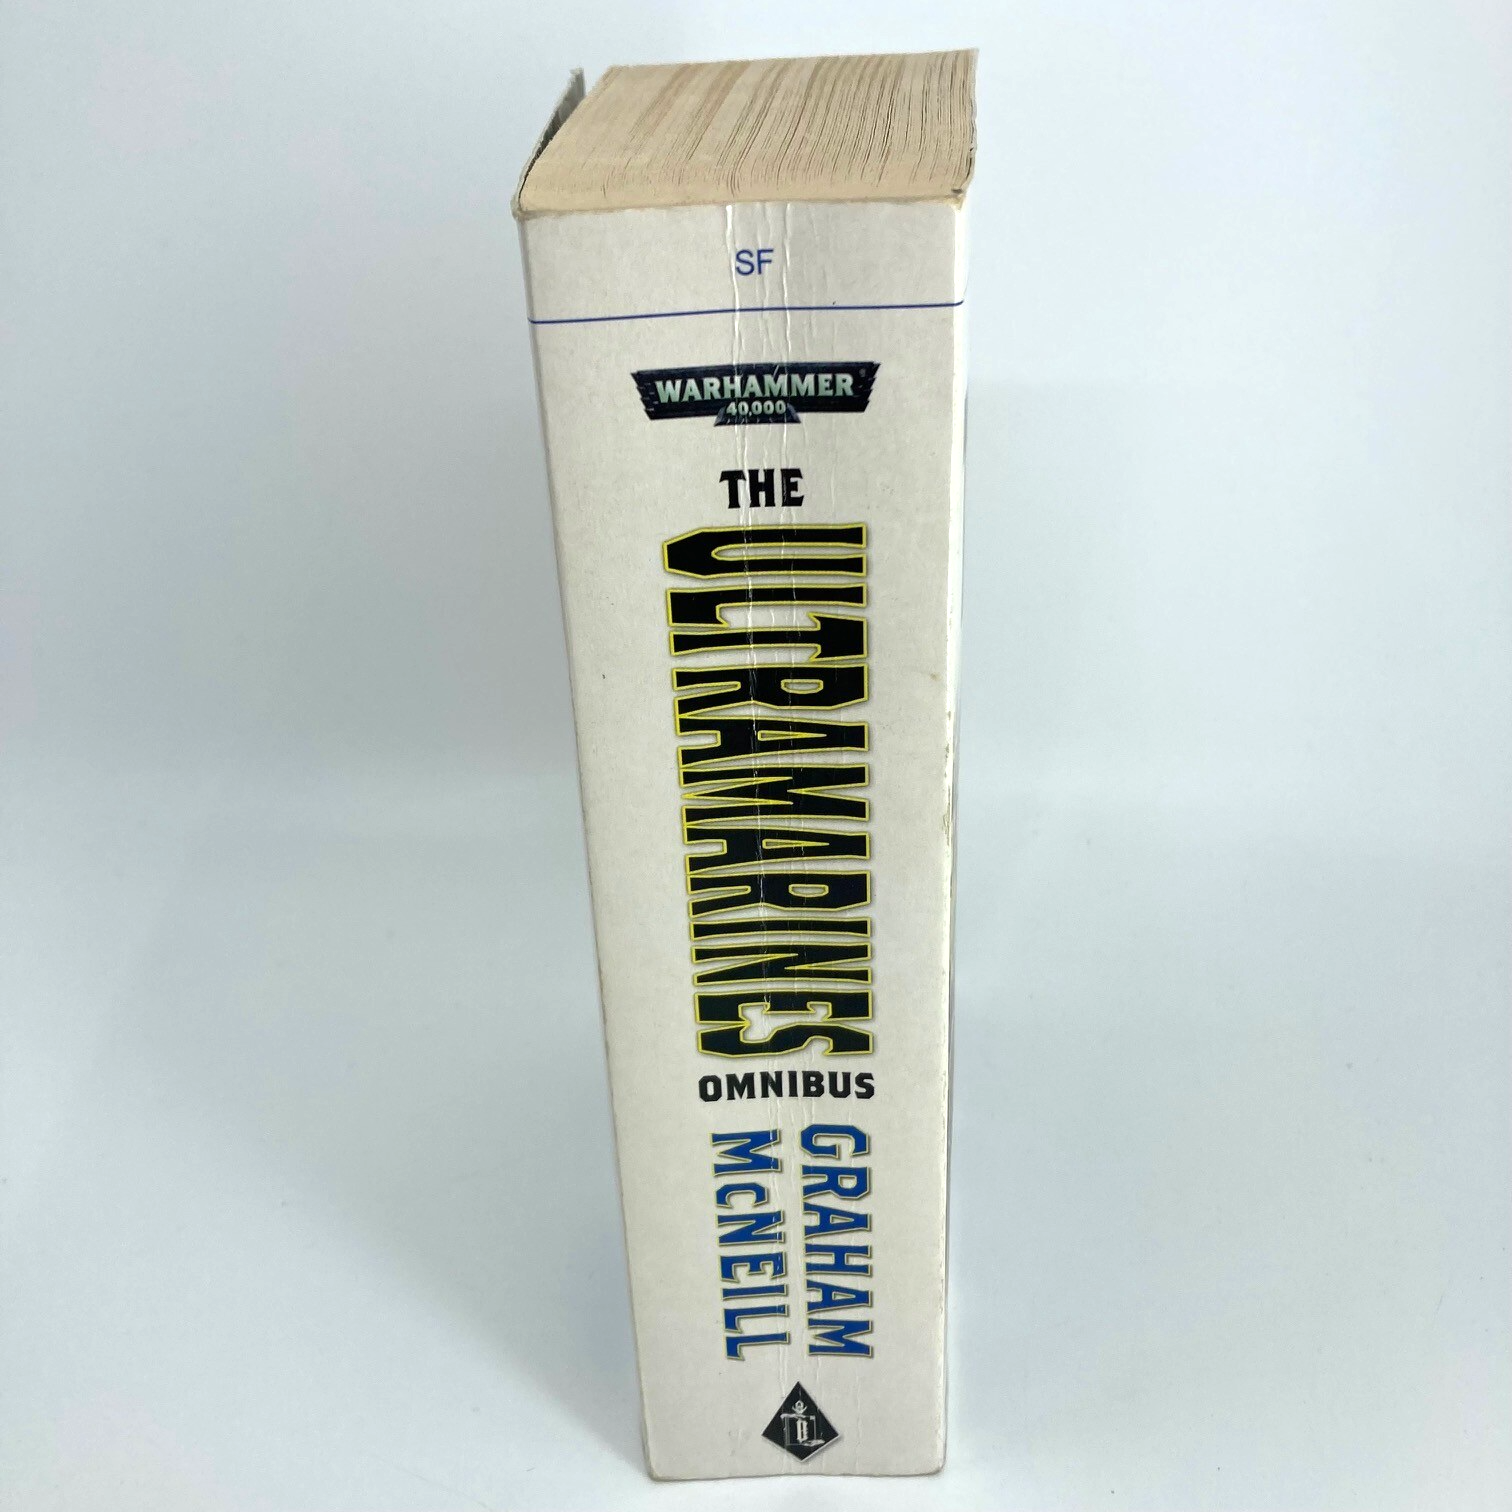 SF
WARHAMMER
40,000
THE
ULTRAMARINES
OMNIBUS
GRAHAM
McNEILL